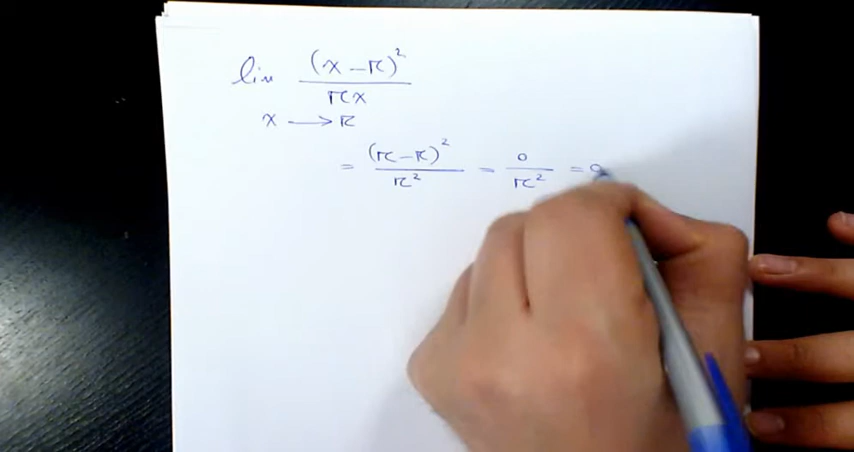 lim (x - π)² / πx
x → π
= (π - π)² / π² = 0 / π² = 0